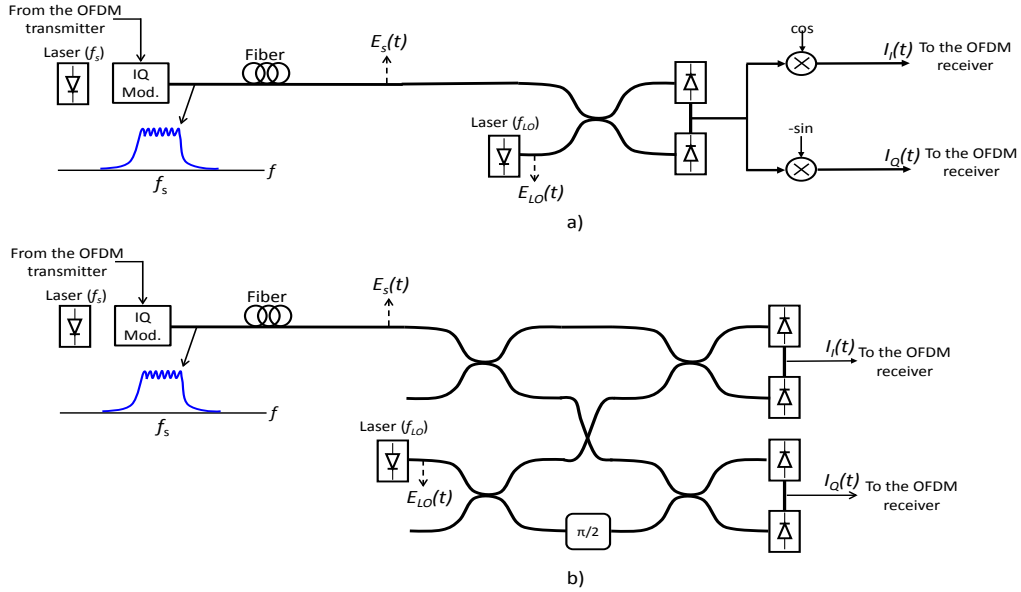 From the OFDM
transmitter
Laser (fs)
IQ
Mod.
Fiber
Es(t)
fs
f
Laser (fLO)
ELO(t)
cos
-sin
II(t) To the OFDM
receiver
IQ(t) To the OFDM
receiver
a)
From the OFDM
transmitter
Laser (fs)
IQ
Mod.
Fiber
Es(t)
fs
f
Laser (fLO)
ELO(t)
π/2
II(t) To the OFDM
receiver
IQ(t) To the OFDM
receiver
b)